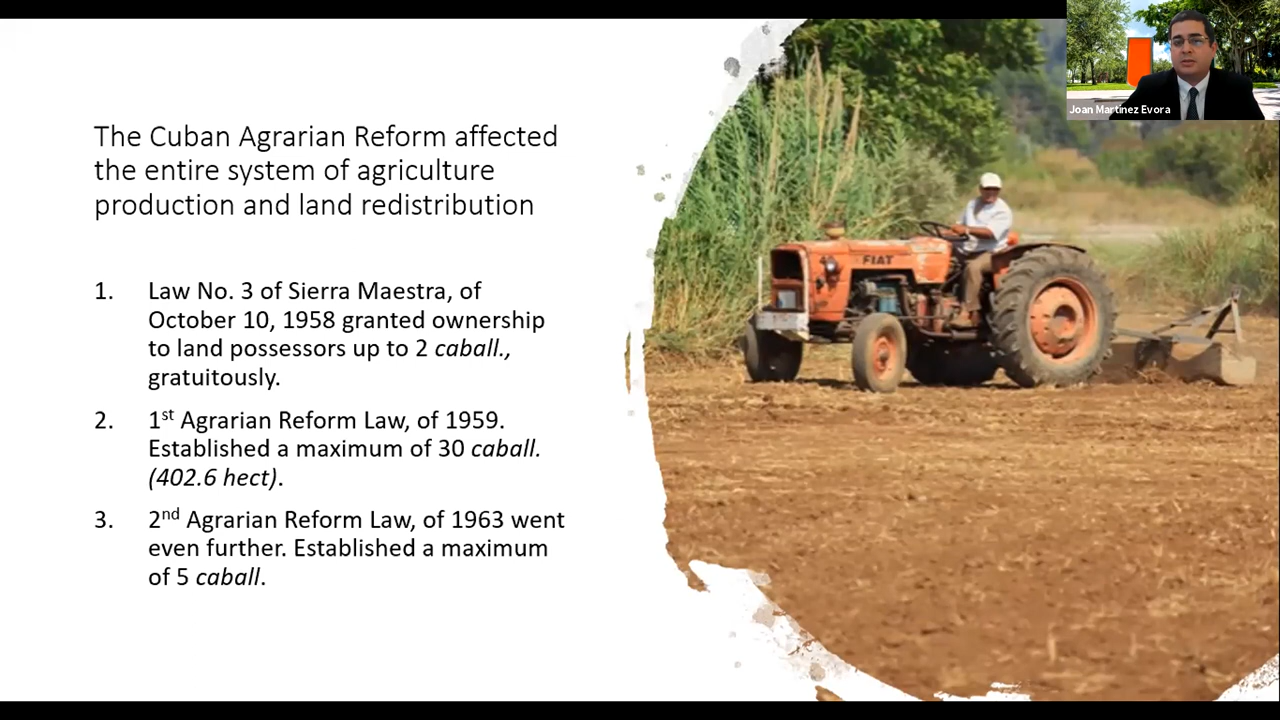 The Cuban Agrarian Reform affected
the entire system of agriculture
production and land redistribution
1. Law No. 3 of Sierra Maestra, of
October 10, 1958 granted ownership
to land possessors up to 2 caball.,
gratuitously.
2. 1st Agrarian Reform Law, of 1959.
Established a maximum of 30 caball.
(402.6 hect).
3. 2nd Agrarian Reform Law, of 1963 went
even further. Established a maximum
of 5 caball.
FIAT
Joan Martínez Evora